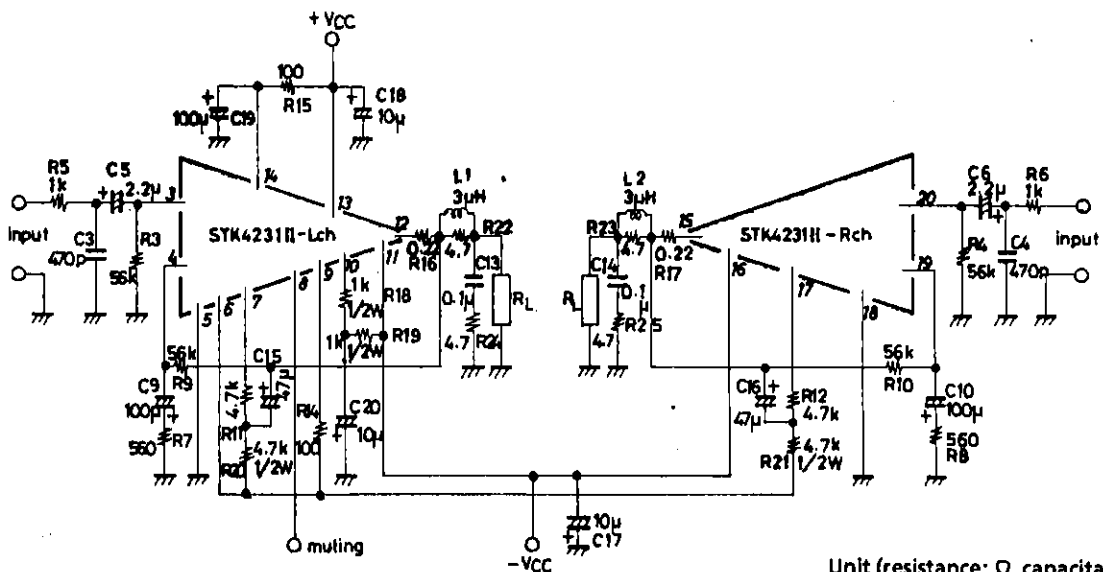 + VCC
100
R15
+
100μ
C19
+
C18
10μ
14
13
R5
1k
C5
+
2.2μ
3
input
C3
470p
R3
56k
STK4231II-Lch
4
5
6
7
8
9
10
11
12
0.22
R16
L1
3μH
4.7
R22
C13
0.1μ
RL
4.7
R24
1k
1/2W
R18
1k
R19
1/2W
56k
R9
C9
100μ
+
560
R7
4.7k
R11
C15
+
47μ
4.7k
R20
1/2W
R14
100
C20
10μ
+
muting
-VCC
10μ
+
C17
L2
3μH
R23
4.7
15
0.22
R17
C14
0.1
μ
RL
R25
4.7
STK4231II-Rch
16
17
18
19
20
C6
2.2μ
+
R6
1k
R4
56k
C4
470p
input
56k
R10
C16
+
47μ
R12
4.7k
4.7k
R21
1/2W
C10
100μ
+
560
R8
Unit (resistance: Ω, capacita